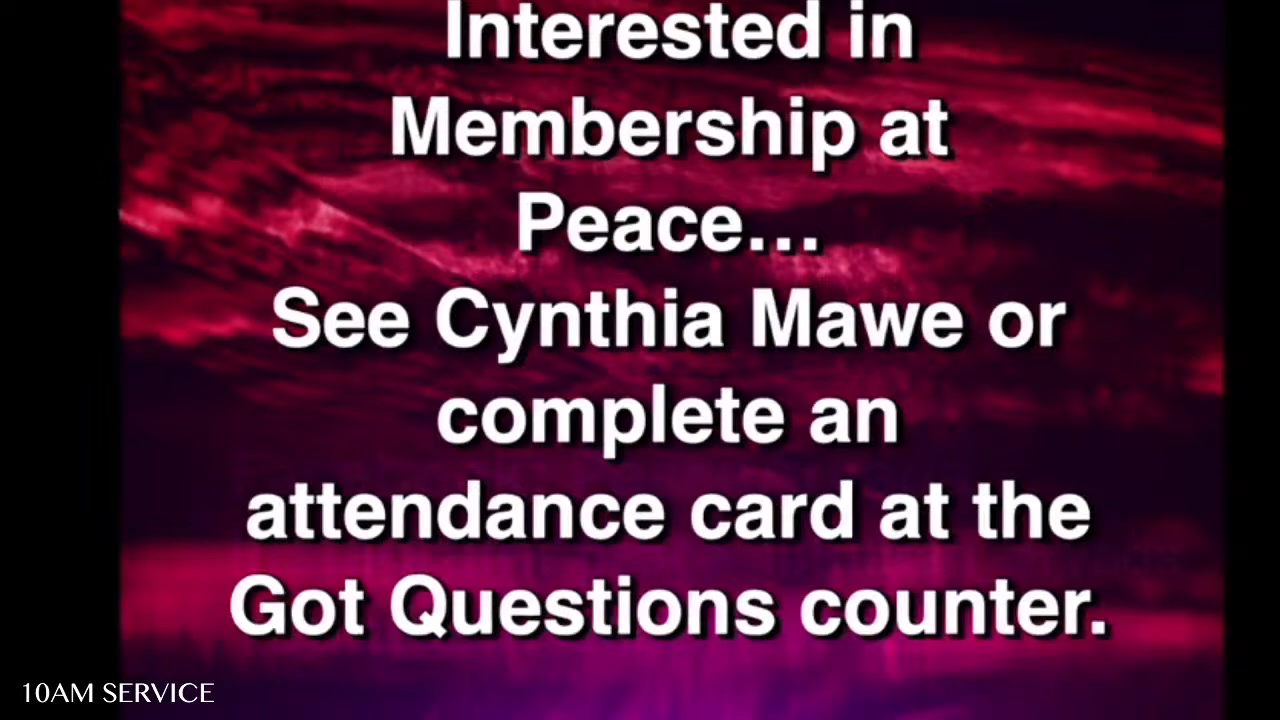 Interested in
Membership at
Peace...
See Cynthia Mawe or
complete an
attendance card at the
Got Questions counter.
10AM SERVICE